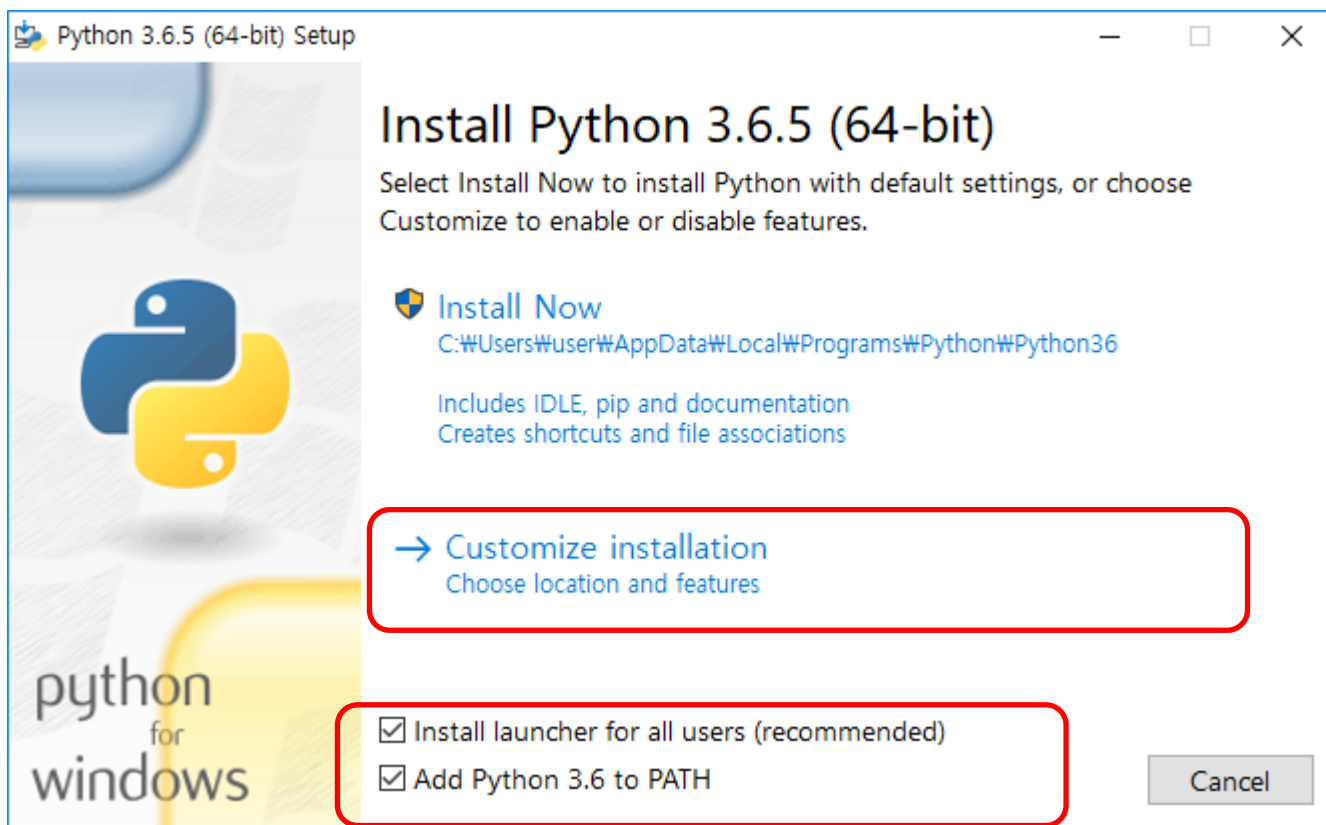 Python 3.6.5 (64-bit) Setup
Install Python 3.6.5 (64-bit)
Select Install Now to install Python with default settings, or choose
Customize to enable or disable features.
Install Now
C:₩Users₩user₩AppData₩Local₩Programs₩Python₩Python36
Includes IDLE, pip and documentation
Creates shortcuts and file associations
Customize installation
Choose location and features
python
for
windows
Install launcher for all users (recommended)
Add Python 3.6 to PATH
Cancel